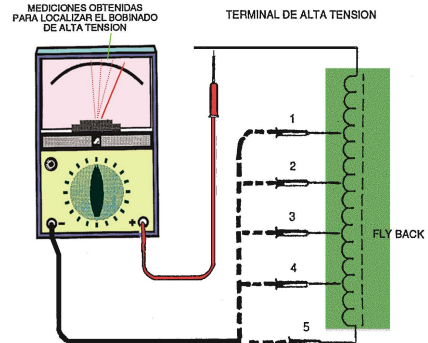 MEDICIONES OBTENIDAS
PARA LOCALIZAR EL BOBINADO
DE ALTA TENSION
TERMINAL DE ALTA TENSION
1
2
3
4
5
FLY BACK
- +